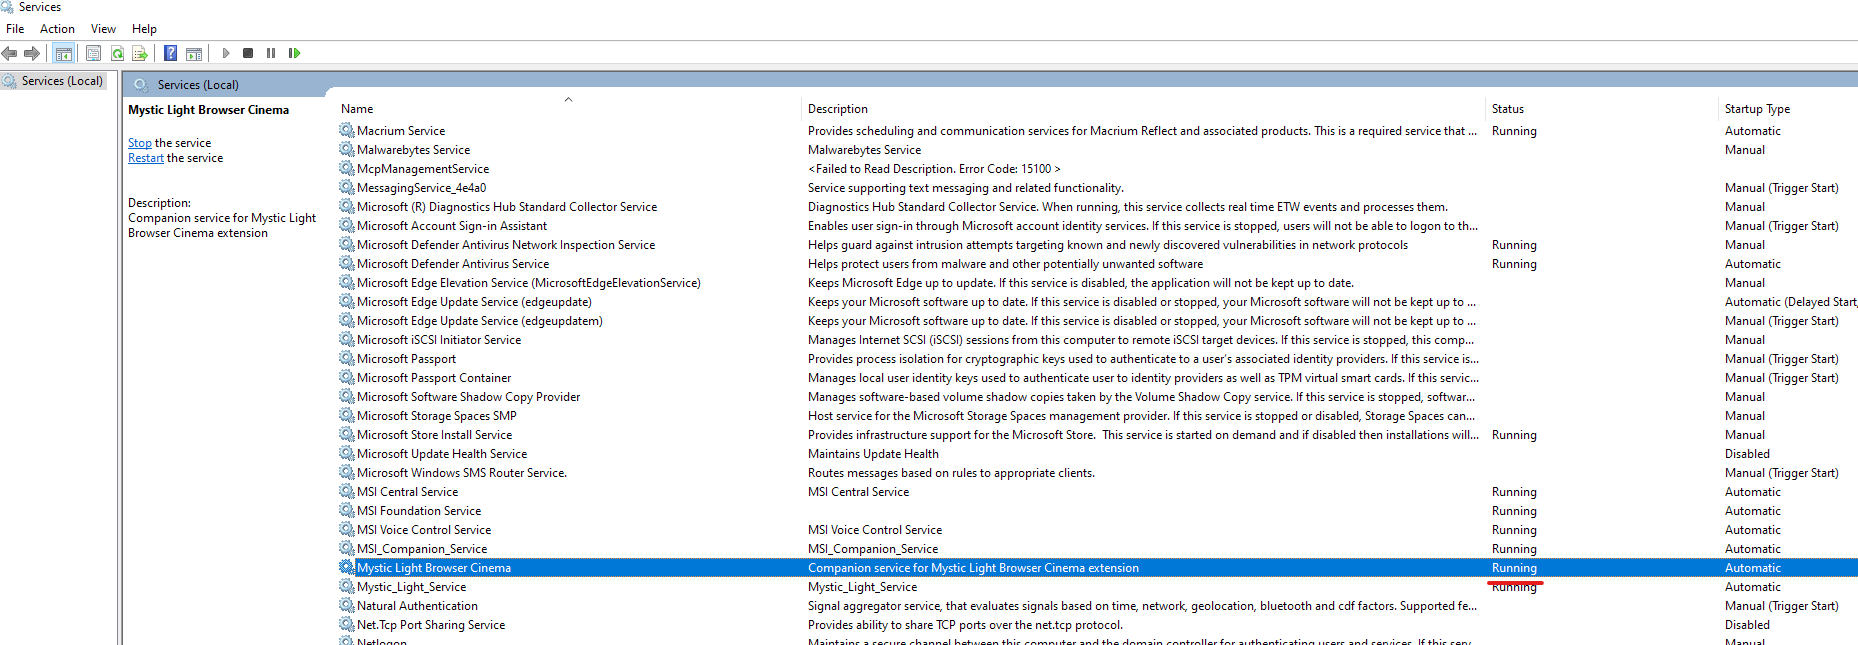 Services
File Action View Help
Services (Local)
Services (Local)
Mystic Light Browser Cinema
Stop the service
Restart the service
Description:
Companion service for Mystic Light
Browser Cinema extension
Name Description Status Startup Type
Macrium Service Provides scheduling and communication services for Macrium Reflect and associated products. This is a required service that ... Running Automatic
Malwarebytes Service Malwarebytes Service Manual
McpManagementService <Failed to Read Description. Error Code: 15100 >
MessagingService_4e4a0 Service supporting text messaging and related functionality. Manual (Trigger Start)
Microsoft (R) Diagnostics Hub Standard Collector Service Diagnostics Hub Standard Collector Service. When running, this service collects real time ETW events and processes them. Manual
Microsoft Account Sign-in Assistant Enables user sign-in through Microsoft account identity services. If this service is stopped, users will not be able to logon to th... Manual (Trigger Start)
Microsoft Defender Antivirus Network Inspection Service Helps guard against intrusion attempts targeting known and newly discovered vulnerabilities in network protocols Running Manual
Microsoft Defender Antivirus Service Helps protect users from malware and other potentially unwanted software Running Automatic
Microsoft Edge Elevation Service (MicrosoftEdgeElevationService) Keeps Microsoft Edge up to update. If this service is disabled, the application will not be kept up to date. Manual
Microsoft Edge Update Service (edgeupdate) Keeps your Microsoft software up to date. If this service is disabled or stopped, your Microsoft software will not be kept up to ... Automatic (Delayed Start,
Microsoft Edge Update Service (edgeupdatem) Keeps your Microsoft software up to date. If this service is disabled or stopped, your Microsoft software will not be kept up to ... Manual (Trigger Start)
Microsoft iSCSI Initiator Service Manages Internet SCSI (iSCSI) sessions from this computer to remote iSCSI target devices. If this service is stopped, this comp... Manual
Microsoft Passport Provides process isolation for cryptographic keys used to authenticate to a user's associated identity providers. If this service is... Manual (Trigger Start)
Microsoft Passport Container Manages local user identity keys used to authenticate user to identity providers as well as TPM virtual smart cards. If this servic... Manual (Trigger Start)
Microsoft Software Shadow Copy Provider Manages software-based volume shadow copies taken by the Volume Shadow Copy service. If this service is stopped, softwar... Manual
Microsoft Storage Spaces SMP Host service for the Microsoft Storage Spaces management provider. If this service is stopped or disabled, Storage Spaces can... Manual
Microsoft Store Install Service Provides infrastructure support for the Microsoft Store. This service is started on demand and if disabled then installations will... Running Manual
Microsoft Update Health Service Maintains Update Health Disabled
Microsoft Windows SMS Router Service. Routes messages based on rules to appropriate clients. Manual (Trigger Start)
MSI Central Service MSI Central Service Running Automatic
MSI Foundation Service Running Automatic
MSI Voice Control Service MSI Voice Control Service Running Automatic
MSI_Companion_Service MSI_Companion_Service Running Automatic
Mystic Light Browser Cinema Companion service for Mystic Light Browser Cinema extension Running Automatic
Mystic_Light_Service Mystic_Light_Service Running Automatic
Natural Authentication Signal aggregator service, that evaluates signals based on time, network, geolocation, bluetooth and cdf factors. Supported fe... Manual (Trigger Start)
Net.Tcp Port Sharing Service Provides ability to share TCP ports over the net.tcp protocol. Disabled
Netlogon Maintains a secure channel between this computer and the domain controller for authenticating users and services. If this serv... Manual